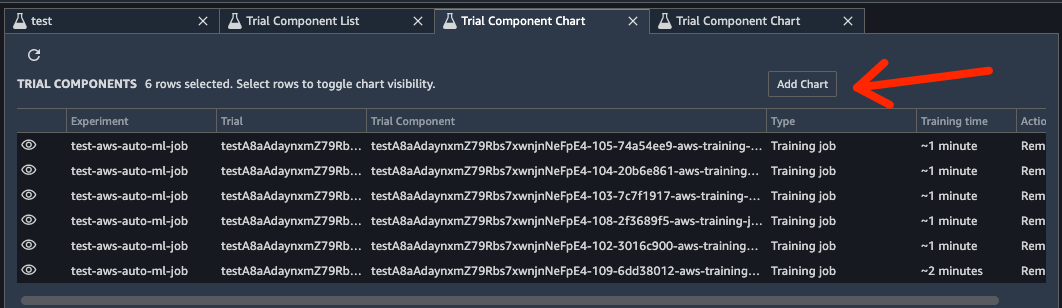 test Trial Component List Trial Component Chart Trial Component Chart
TRIAL COMPONENTS 6 rows selected. Select rows to toggle chart visibility. Add Chart
Experiment Trial Trial Component Type Training time Actio
test-aws-auto-ml-job testA8aAdaynxmZ79Rb... testA8aAdaynxmZ79Rbs7xwnjnNeFpE4-105-74a54ee9-aws-training-... Training job ~1 minute Rem
test-aws-auto-ml-job testA8aAdaynxmZ79Rb... testA8aAdaynxmZ79Rbs7xwnjnNeFpE4-104-20b6e861-aws-training... Training job ~1 minute Rem
test-aws-auto-ml-job testA8aAdaynxmZ79Rb... testA8aAdaynxmZ79Rbs7xwnjnNeFpE4-103-7c7f1917-aws-training... Training job ~1 minute Rem
test-aws-auto-ml-job testA8aAdaynxmZ79Rb... testA8aAdaynxmZ79Rbs7xwnjnNeFpE4-108-2f3689f5-aws-training-j... Training job ~1 minute Rem
test-aws-auto-ml-job testA8aAdaynxmZ79Rb... testA8aAdaynxmZ79Rbs7xwnjnNeFpE4-102-3016c900-aws-training... Training job ~1 minute Rem
test-aws-auto-ml-job testA8aAdaynxmZ79Rb... testA8aAdaynxmZ79Rbs7xwnjnNeFpE4-109-6dd38012-aws-training... Training job ~2 minutes Rem